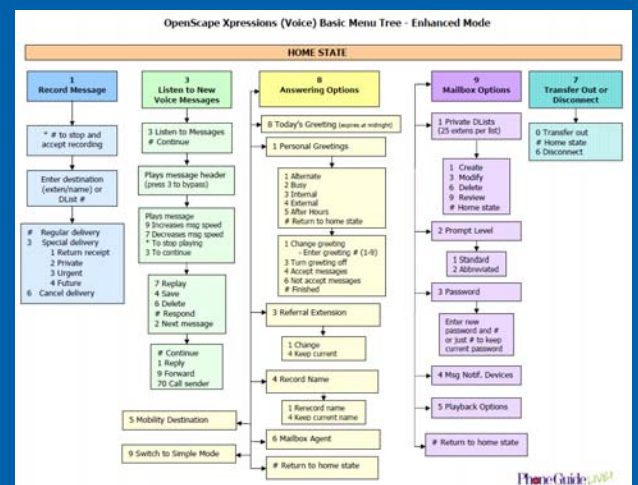 OpenScape Xpressions (Voice) Basic Menu Tree - Enhanced Mode
HOME STATE
1
Record Message
* # to stop and
accept recording
Enter destination
(exten/name) or
DList #
# Regular delivery
3 Special delivery
1 Return receipt
2 Private
3 Urgent
4 Future
6 Cancel delivery
3
Listen to New
Voice Messages
3 Listen to Messages
# Continue
Plays message header
(press 3 to bypass)
Plays message
9 Increases msg speed
7 Decreases msg speed
* To stop playing
3 To continue
7 Replay
4 Save
6 Delete
# Respond
2 Next message
# Continue
1 Reply
9 Forward
70 Call sender
8
Answering Options
8 Today's Greeting (expires at midnight)
1 Personal Greetings
1 Alternate
2 Busy
3 Internal
4 External
5 After Hours
# Return to home state
1 Change greeting
- Enter greeting # (1-9)
3 Turn greeting off
4 Accept messages
6 Not accept messages
# Finished
3 Referral Extension
1 Change
4 Keep current
4 Record Name
1 Rerecord name
4 Keep current name
5 Mobility Destination
6 Mailbox Agent
9 Switch to Simple Mode
# Return to home state
9
Mailbox Options
1 Private DLists
(25 extens per list)
1 Create
3 Modify
6 Delete
9 Review
# Home state
2 Prompt Level
1 Standard
2 Abbreviated
3 Password
Enter new
password and #
or just # to keep
current password
4 Msg Notif. Devices
5 Playback Options
# Return to home state
7
Transfer Out or
Disconnect
0 Transfer out
# Home state
6 Disconnect
PhoneGuide LIVE!